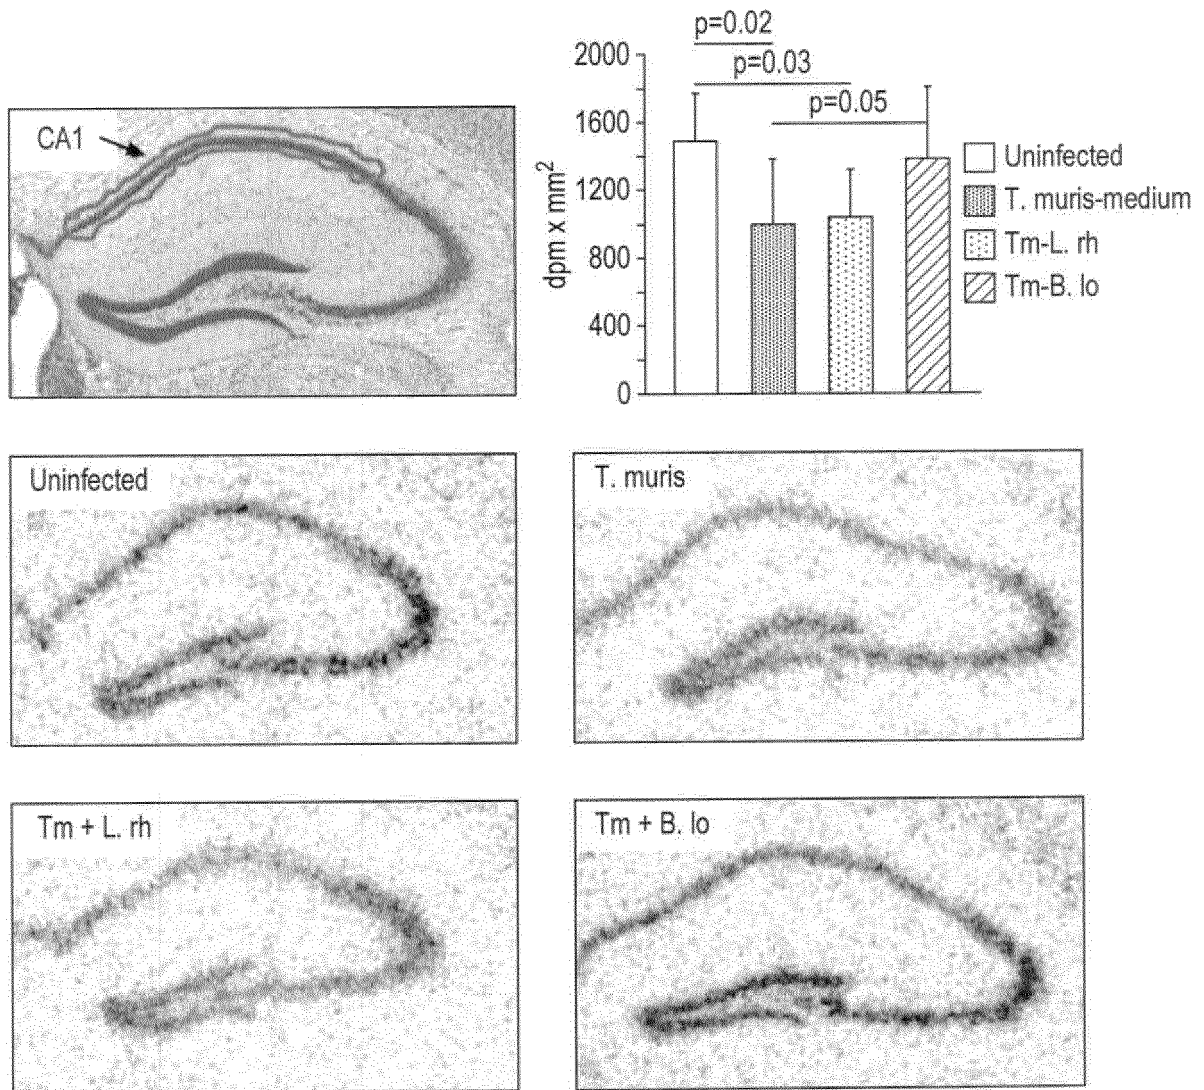 CA1
p=0.02
p=0.03
p=0.05
2000
1600
1200
800
400
0
dpm x mm²
Uninfected
T. muris-medium
Tm-L. rh
Tm-B. lo
Uninfected
T. muris
Tm + L. rh
Tm + B. lo